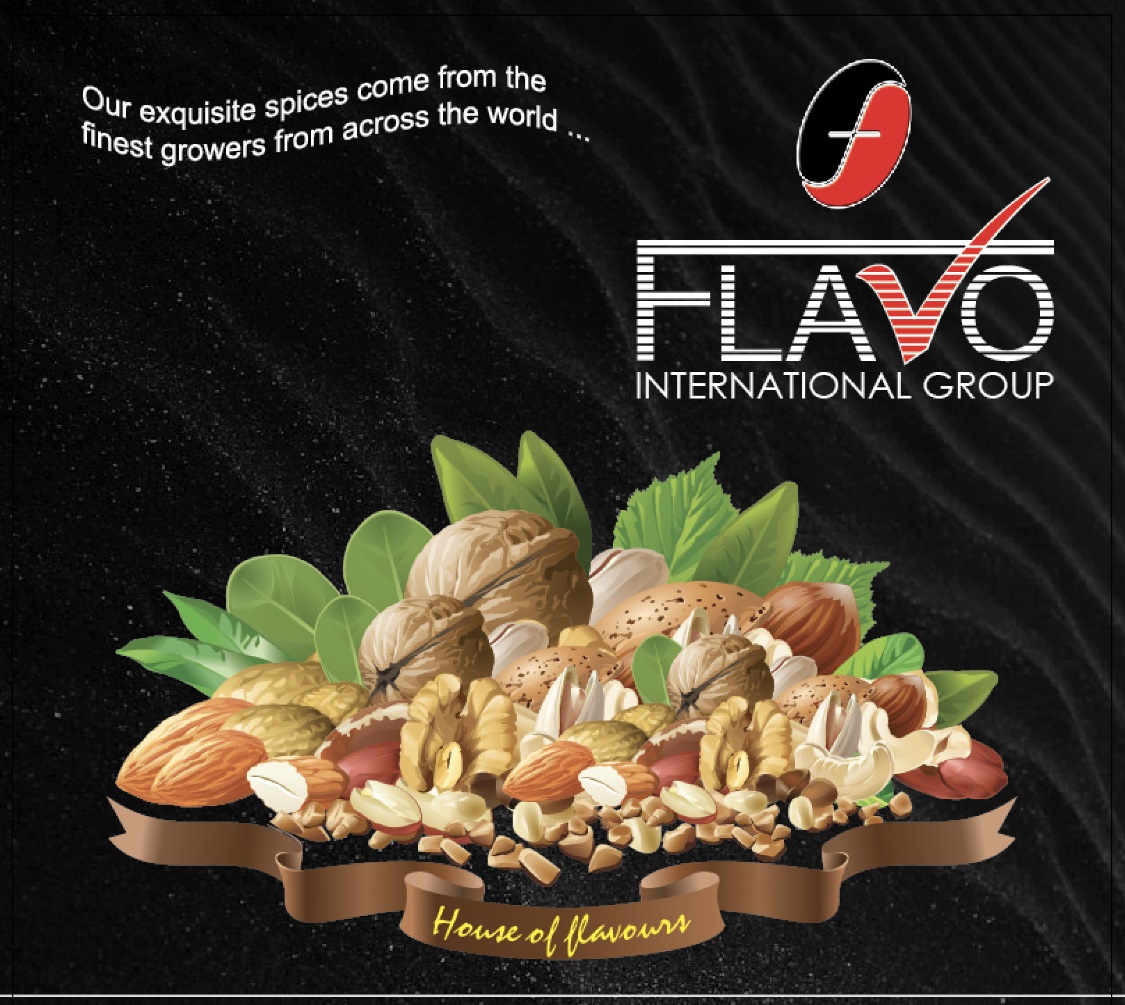 Our exquisite spices come from the
finest growers from across the world ...
f
FLAVO
INTERNATIONAL GROUP
House of flavours